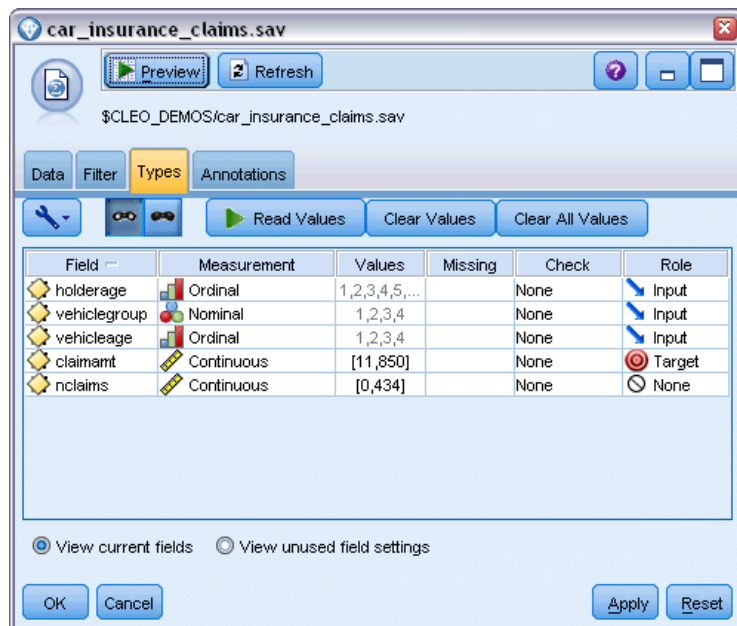 car_insurance_claims.sav
Preview Refresh
$CLEO_DEMOS/car_insurance_claims.sav
Data Filter Types Annotations
Read Values Clear Values Clear All Values
Field Measurement Values Missing Check Role
holderage Ordinal 1,2,3,4,5,... None Input
vehiclegroup Nominal 1,2,3,4 None Input
vehicleage Ordinal 1,2,3,4 None Input
claimamt Continuous [11,850] None Target
nclaims Continuous [0,434] None None
View current fields View unused field settings
OK Cancel Apply Reset